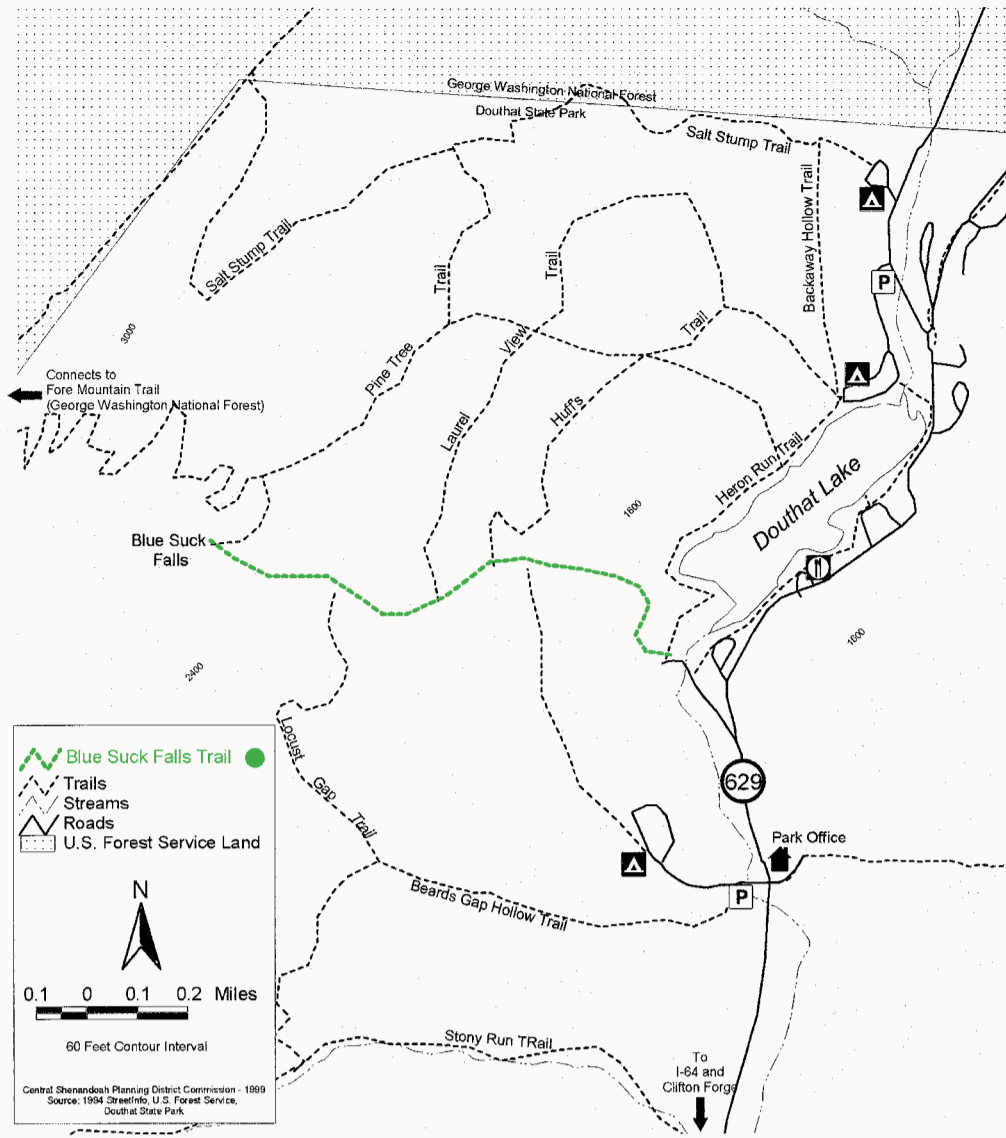 George Washington National Forest
Douthat State Park
Salt Stump Trail
Backaway Hollow Trail
Salt Stump Trail
Trail
Trail
P
3000
View
Trail
Pine Tree
Connects to
Fore Mountain Trail
(George Washington National Forest)
Laurel
Huff's
Heron Run Trail
Douthat Lake
1600
Blue Suck
Falls
1600
2400
Locust
Gap
Trail
Blue Suck Falls Trail
Trails
Streams
Roads
U.S. Forest Service Land
629
Park Office
P
Beards Gap Hollow Trail
N
0.1 0 0.1 0.2 Miles
60 Feet Contour Interval
Stony Run TRail
To
I-64 and
Clifton Forge
Central Shenandoah Planning District Commission - 1999
Source: 1994 Streetinfo, U.S. Forest Service,
Douthat State Park